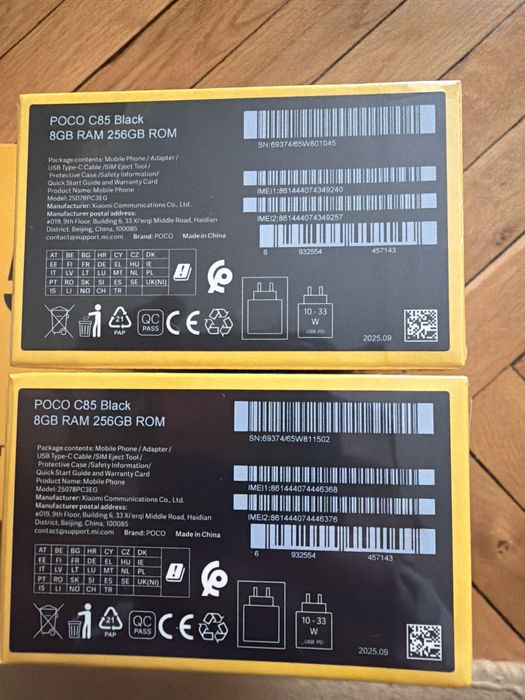 POCO C85 Black
8GB RAM 256GB ROM
Package contents: Mobile Phone / Adapter /
USB Type-C Cable /SIM Eject Tool /
Protective Case /Safety Information/
Quick Start Guide and Warranty Card
Product Name: Mobile Phone
Model:25078PC3EG
Manufacturer: Xiaomi Communications Co., Ltd.
Manufacturer postal address:
#019, 9th Floor, Building 6, 33 Xi'erqi Middle Road, Haidian
District, Beijing, China, 100085
contact@support.mi.com Brand: POCO Made in China
AT BE BG HR CY CZ DK
EE FI FR DE EL HU IE
IT LV LT LU MT NL PL
PT RO SK SI ES SE UK(NI)
IS LI NO CH TR
21
PAP
QC
PASS
CE
SN:69374/65W801045
IMEI1:861444074349240
IMEI2:861444074349257
6 932554 457143
10 - 33
W
USB PD
2025.09
POCO C85 Black
8GB RAM 256GB ROM
Package contents: Mobile Phone / Adapter /
USB Type-C Cable /SIM Eject Tool /
Protective Case /Safety Information/
Quick Start Guide and Warranty Card
Product Name: Mobile Phone
Model:25078PC3EG
Manufacturer: Xiaomi Communications Co., Ltd.
Manufacturer postal address:
#019, 9th Floor, Building 6, 33 Xi'erqi Middle Road, Haidian
District, Beijing, China, 100085
contact@support.mi.com Brand: POCO Made in China
AT BE BG HR CY CZ DK
EE FI FR DE EL HU IE
IT LV LT LU MT NL PL
PT RO SK SI ES SE UK(NI)
IS LI NO CH TR
21
PAP
QC
PASS
CE
SN:69374/65W811502
IMEI1:861444074446368
IMEI2:861444074446376
6 932554 457143
10 - 33
W
USB PD
2025.09